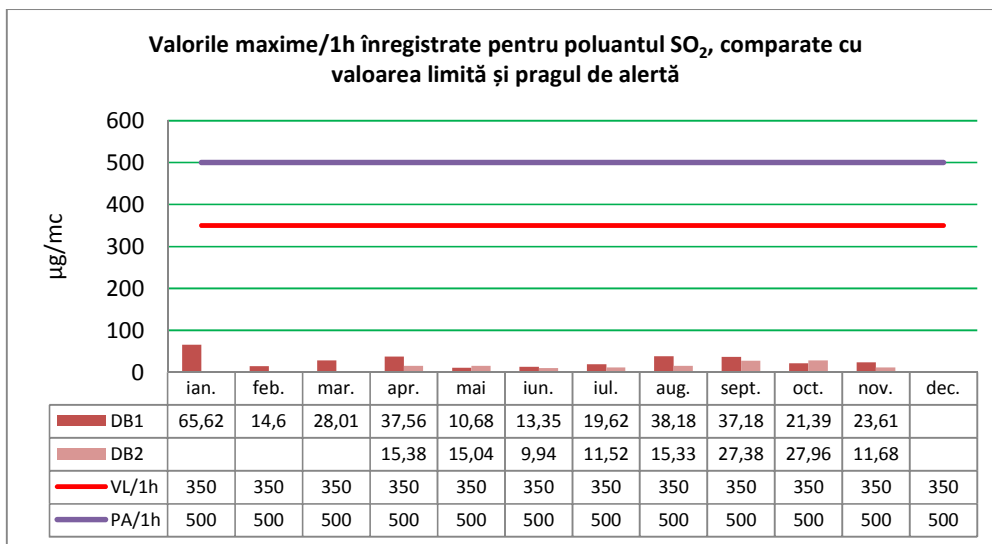 Valorile maxime/1h înregistrate pentru poluantul SO₂, comparate cu
valoarea limită și pragul de alertă
600
500
400
300
200
100
0
µg/mc
ian. feb. mar. apr. mai iun. iul. aug. sept. oct. nov. dec.
DB1 65,62 14,6 28,01 37,56 10,68 13,35 19,62 38,18 37,18 21,39 23,61
DB2 15,38 15,04 9,94 11,52 15,33 27,38 27,96 11,68
VL/1h 350 350 350 350 350 350 350 350 350 350 350 350
PA/1h 500 500 500 500 500 500 500 500 500 500 500 500